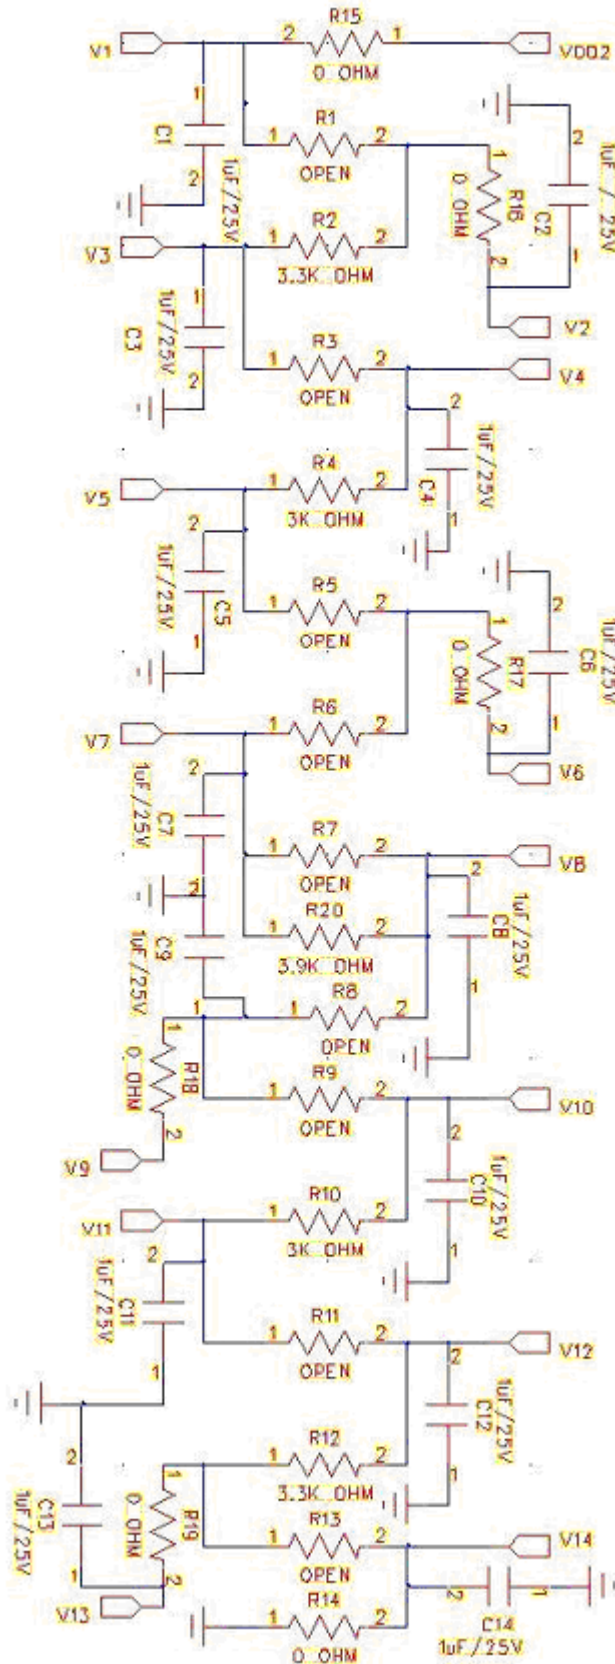 R15
V1
2
1
VDD2
0 OHM
1
R1
2
C1
1
2
OPEN
2
1uF/25V
1
R16
0 OHM
2
C2
1uF/25V
1
2
R2
V3
1
2
3.3K OHM
1
C3
1uF/25V
2
V2
R3
1
2
V4
OPEN
2
C4
1uF/25V
1
R4
V5
1
2
3K OHM
2
C5
1uF/25V
1
R5
1
2
OPEN
1
R17
0 OHM
2
2
C6
1uF/25V
1
R6
V7
1
2
OPEN
V6
2
C7
1uF/25V
1
R7
1
2
V8
OPEN
2
C8
1uF/25V
1
R20
1
2
3.9K OHM
2
C9
1uF/25V
1
R8
1
2
OPEN
1
R18
0 OHM
2
V9
R9
1
2
V10
OPEN
2
C10
1uF/25V
1
R10
V11
1
2
3K OHM
2
C11
1uF/25V
1
R11
1
2
V12
OPEN
2
C12
1uF/25V
1
R12
1
2
3.3K OHM
2
C13
1uF/25V
1
1
R19
0 OHM
2
V13
R13
1
2
V14
OPEN
R14
1
2
0 OHM
2
1
C14
1uF/25V